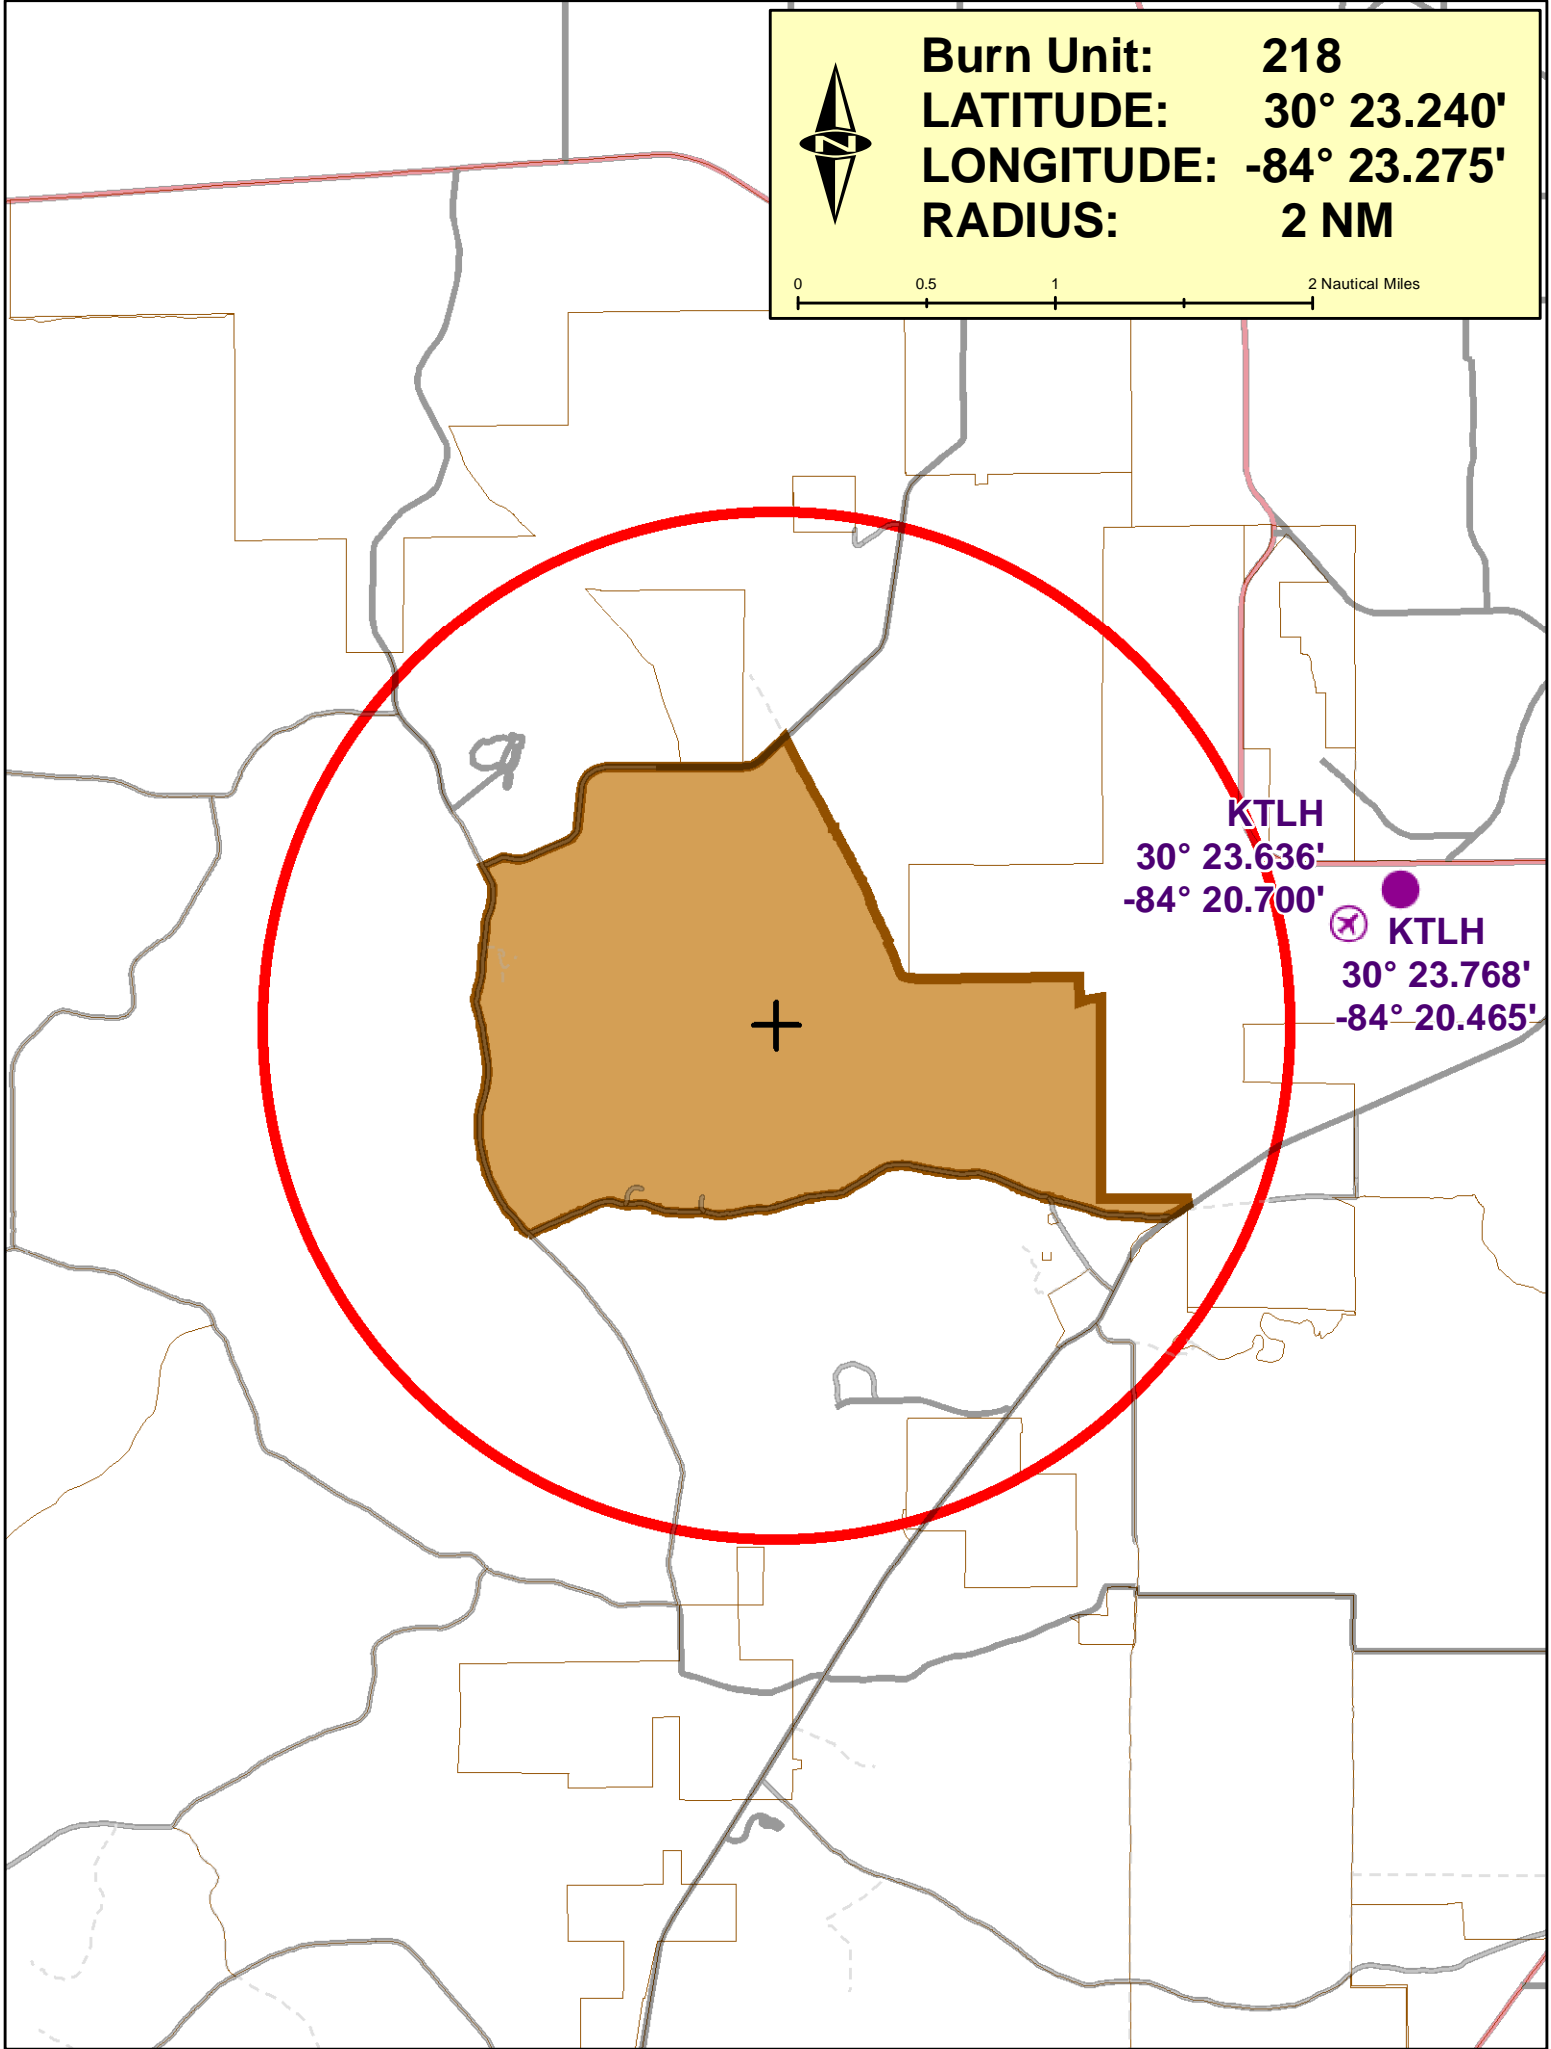 Burn Unit: 218
LATITUDE: 30° 23.240'
LONGITUDE: -84° 23.275'
RADIUS: 2 NM
N
0 0.5 1 2 Nautical Miles
KTLH
30° 23.636'
-84° 20.700'
KTLH
30° 23.768'
-84° 20.465'